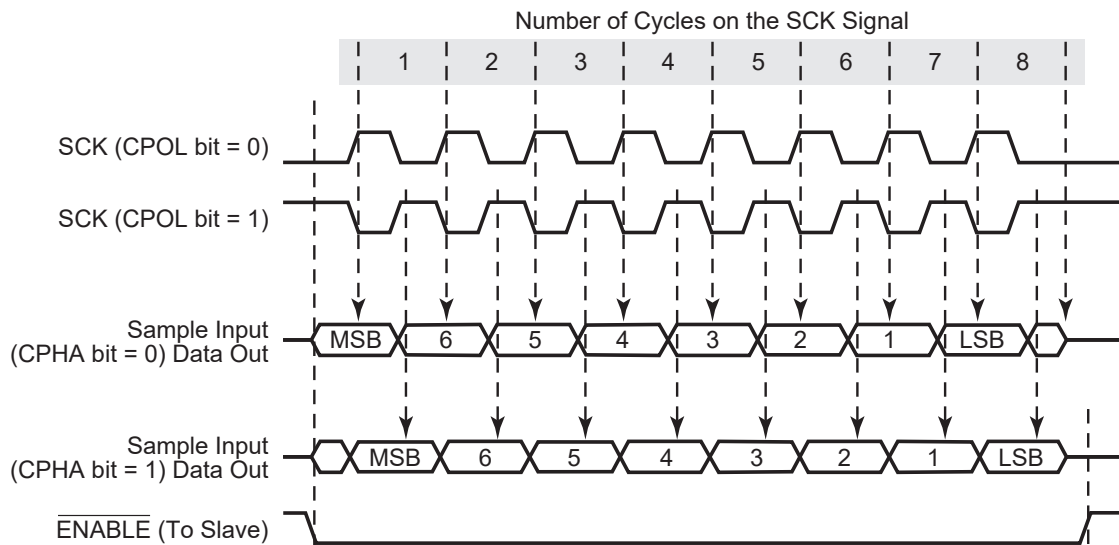 Number of Cycles on the SCK Signal
1 2 3 4 5 6 7 8
SCK (CPOL bit = 0)
SCK (CPOL bit = 1)
Sample Input
(CPHA bit = 0) Data Out
MSB 6 5 4 3 2 1 LSB
Sample Input
(CPHA bit = 1) Data Out
MSB 6 5 4 3 2 1 LSB
ENABLE (To Slave)